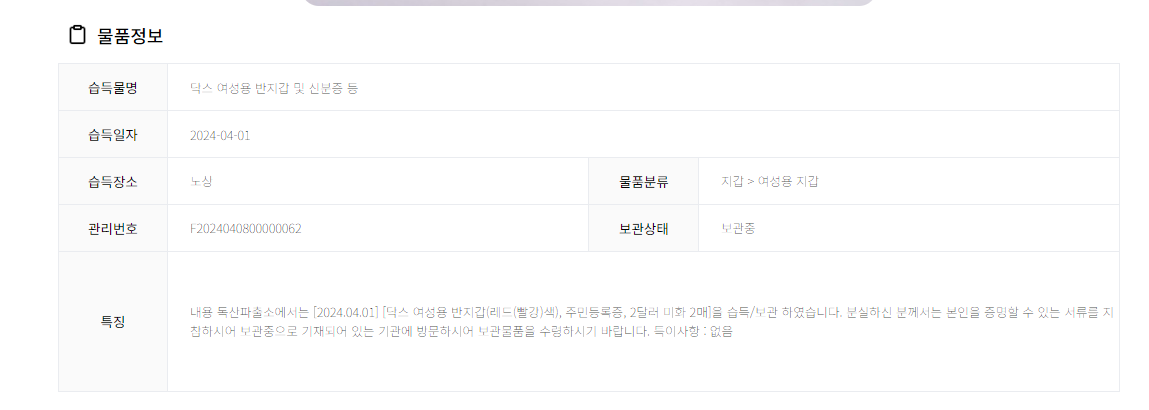 물품정보
습득물명 닥스 여성용 반지갑 및 신분증 등
습득일자 2024-04-01
습득장소 노상 물품분류 지갑 > 여성용 지갑
관리번호 F2024040800000062 보관상태 보관중
특징 내용 독산파출소에서는 [2024.04.01] [닥스 여성용 반지갑(레드(빨강)색), 주민등록증, 2달러 미화 2매]을 습득/보관 하였습니다. 분실하신 분께서는 본인을 증명할 수 있는 서류를 지
참하시어 보관중으로 기재되어 있는 기관에 방문하시어 보관물품을 수령하시기 바랍니다. 특이사항 : 없음